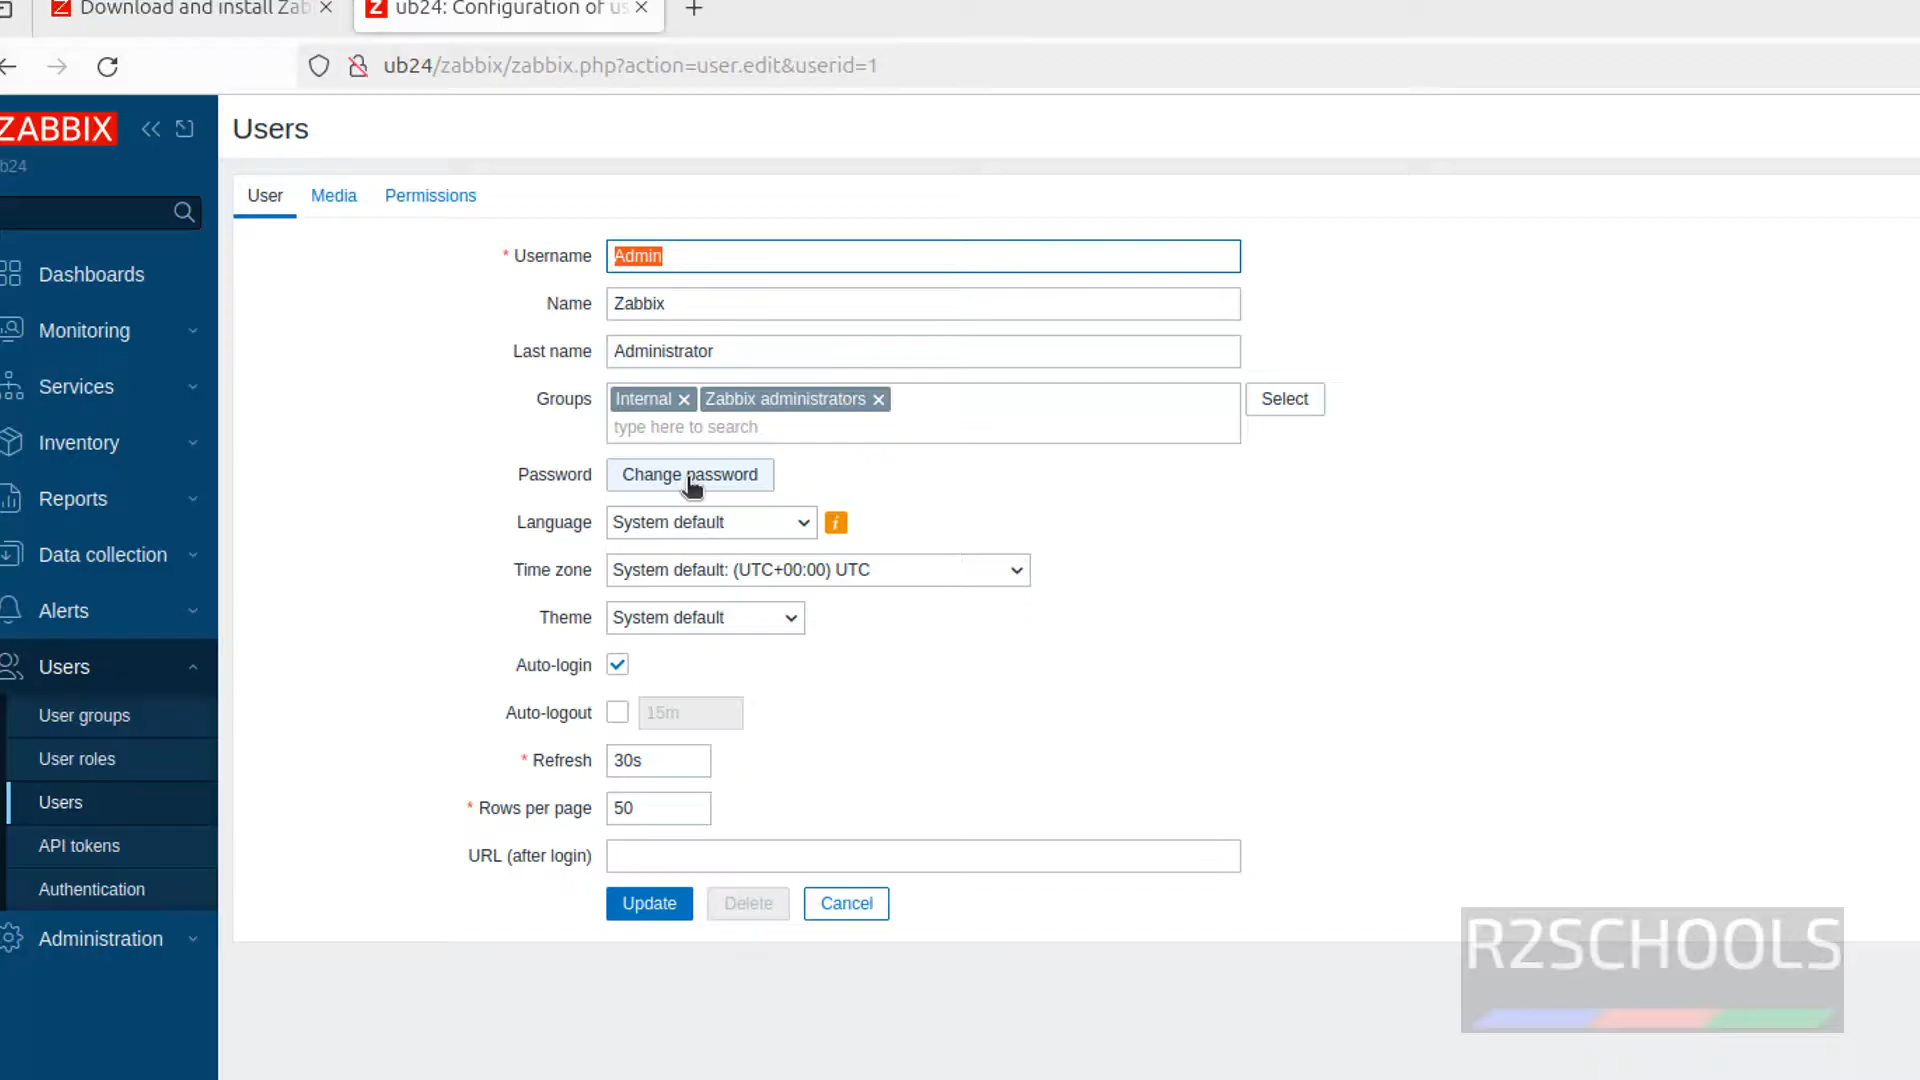 Download and install Zab
ub24: Configuration of us
ub24/zabbix/zabbix.php?action=user.edit&userid=1
ZABBIX
b24
Dashboards
Monitoring
Services
Inventory
Reports
Data collection
Alerts
Users
User groups
User roles
Users
API tokens
Authentication
Administration
Users
User Media Permissions
* Username Admin
Name Zabbix
Last name Administrator
Groups Internal Zabbix administrators Select
type here to search
Password Change password
Language System default i
Time zone System default: (UTC+00:00) UTC
Theme System default
Auto-login
Auto-logout 15m
* Refresh 30s
* Rows per page 50
URL (after login)
Update Delete Cancel
R2SCHOOLS